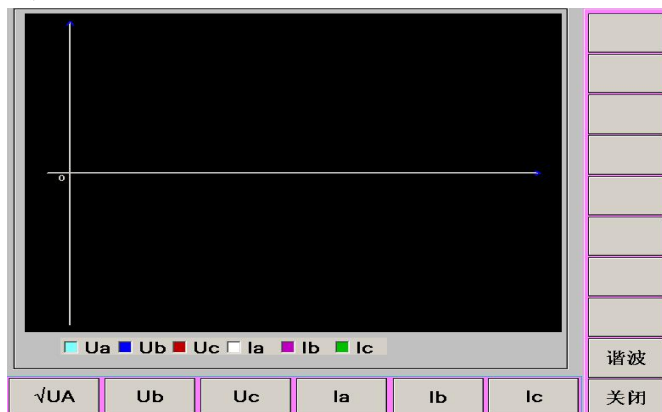 o
Ua Ub Uc Ia Ib Ic
谐波
√UA Ub Uc Ia Ib Ic 关闭